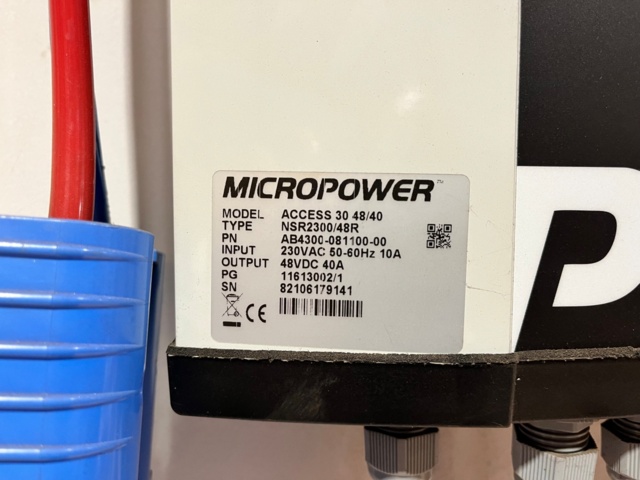 MICROPOWER™
MODEL ACCESS 30 48/40
TYPE NSR2300/48R
PN AB4300-081100-00
INPUT 230VAC 50-60Hz 10A
OUTPUT 48VDC 40A
PG 11613002/1
SN 82106179141
CE
P